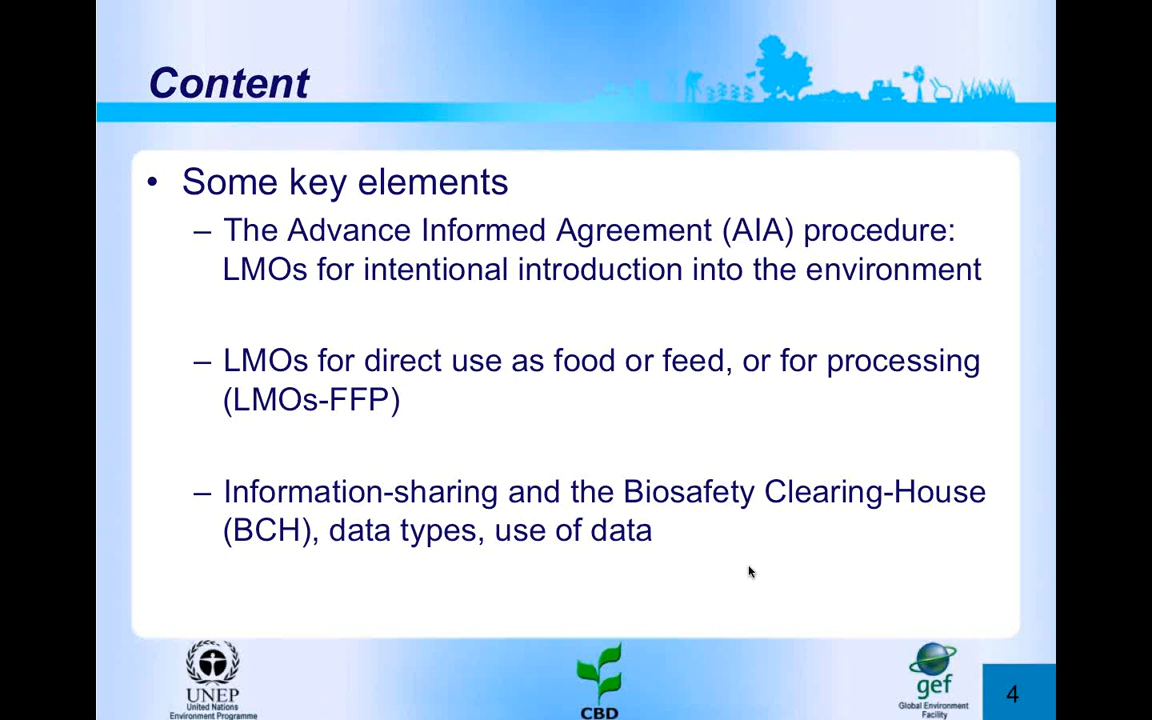 Content
• Some key elements
– The Advance Informed Agreement (AIA) procedure:
LMOs for intentional introduction into the environment
– LMOs for direct use as food or feed, or for processing
(LMOs-FFP)
– Information-sharing and the Biosafety Clearing-House
(BCH), data types, use of data
UNEP
United Nations
Environment Programme
CBD
gef
Global Environment
Facility
4